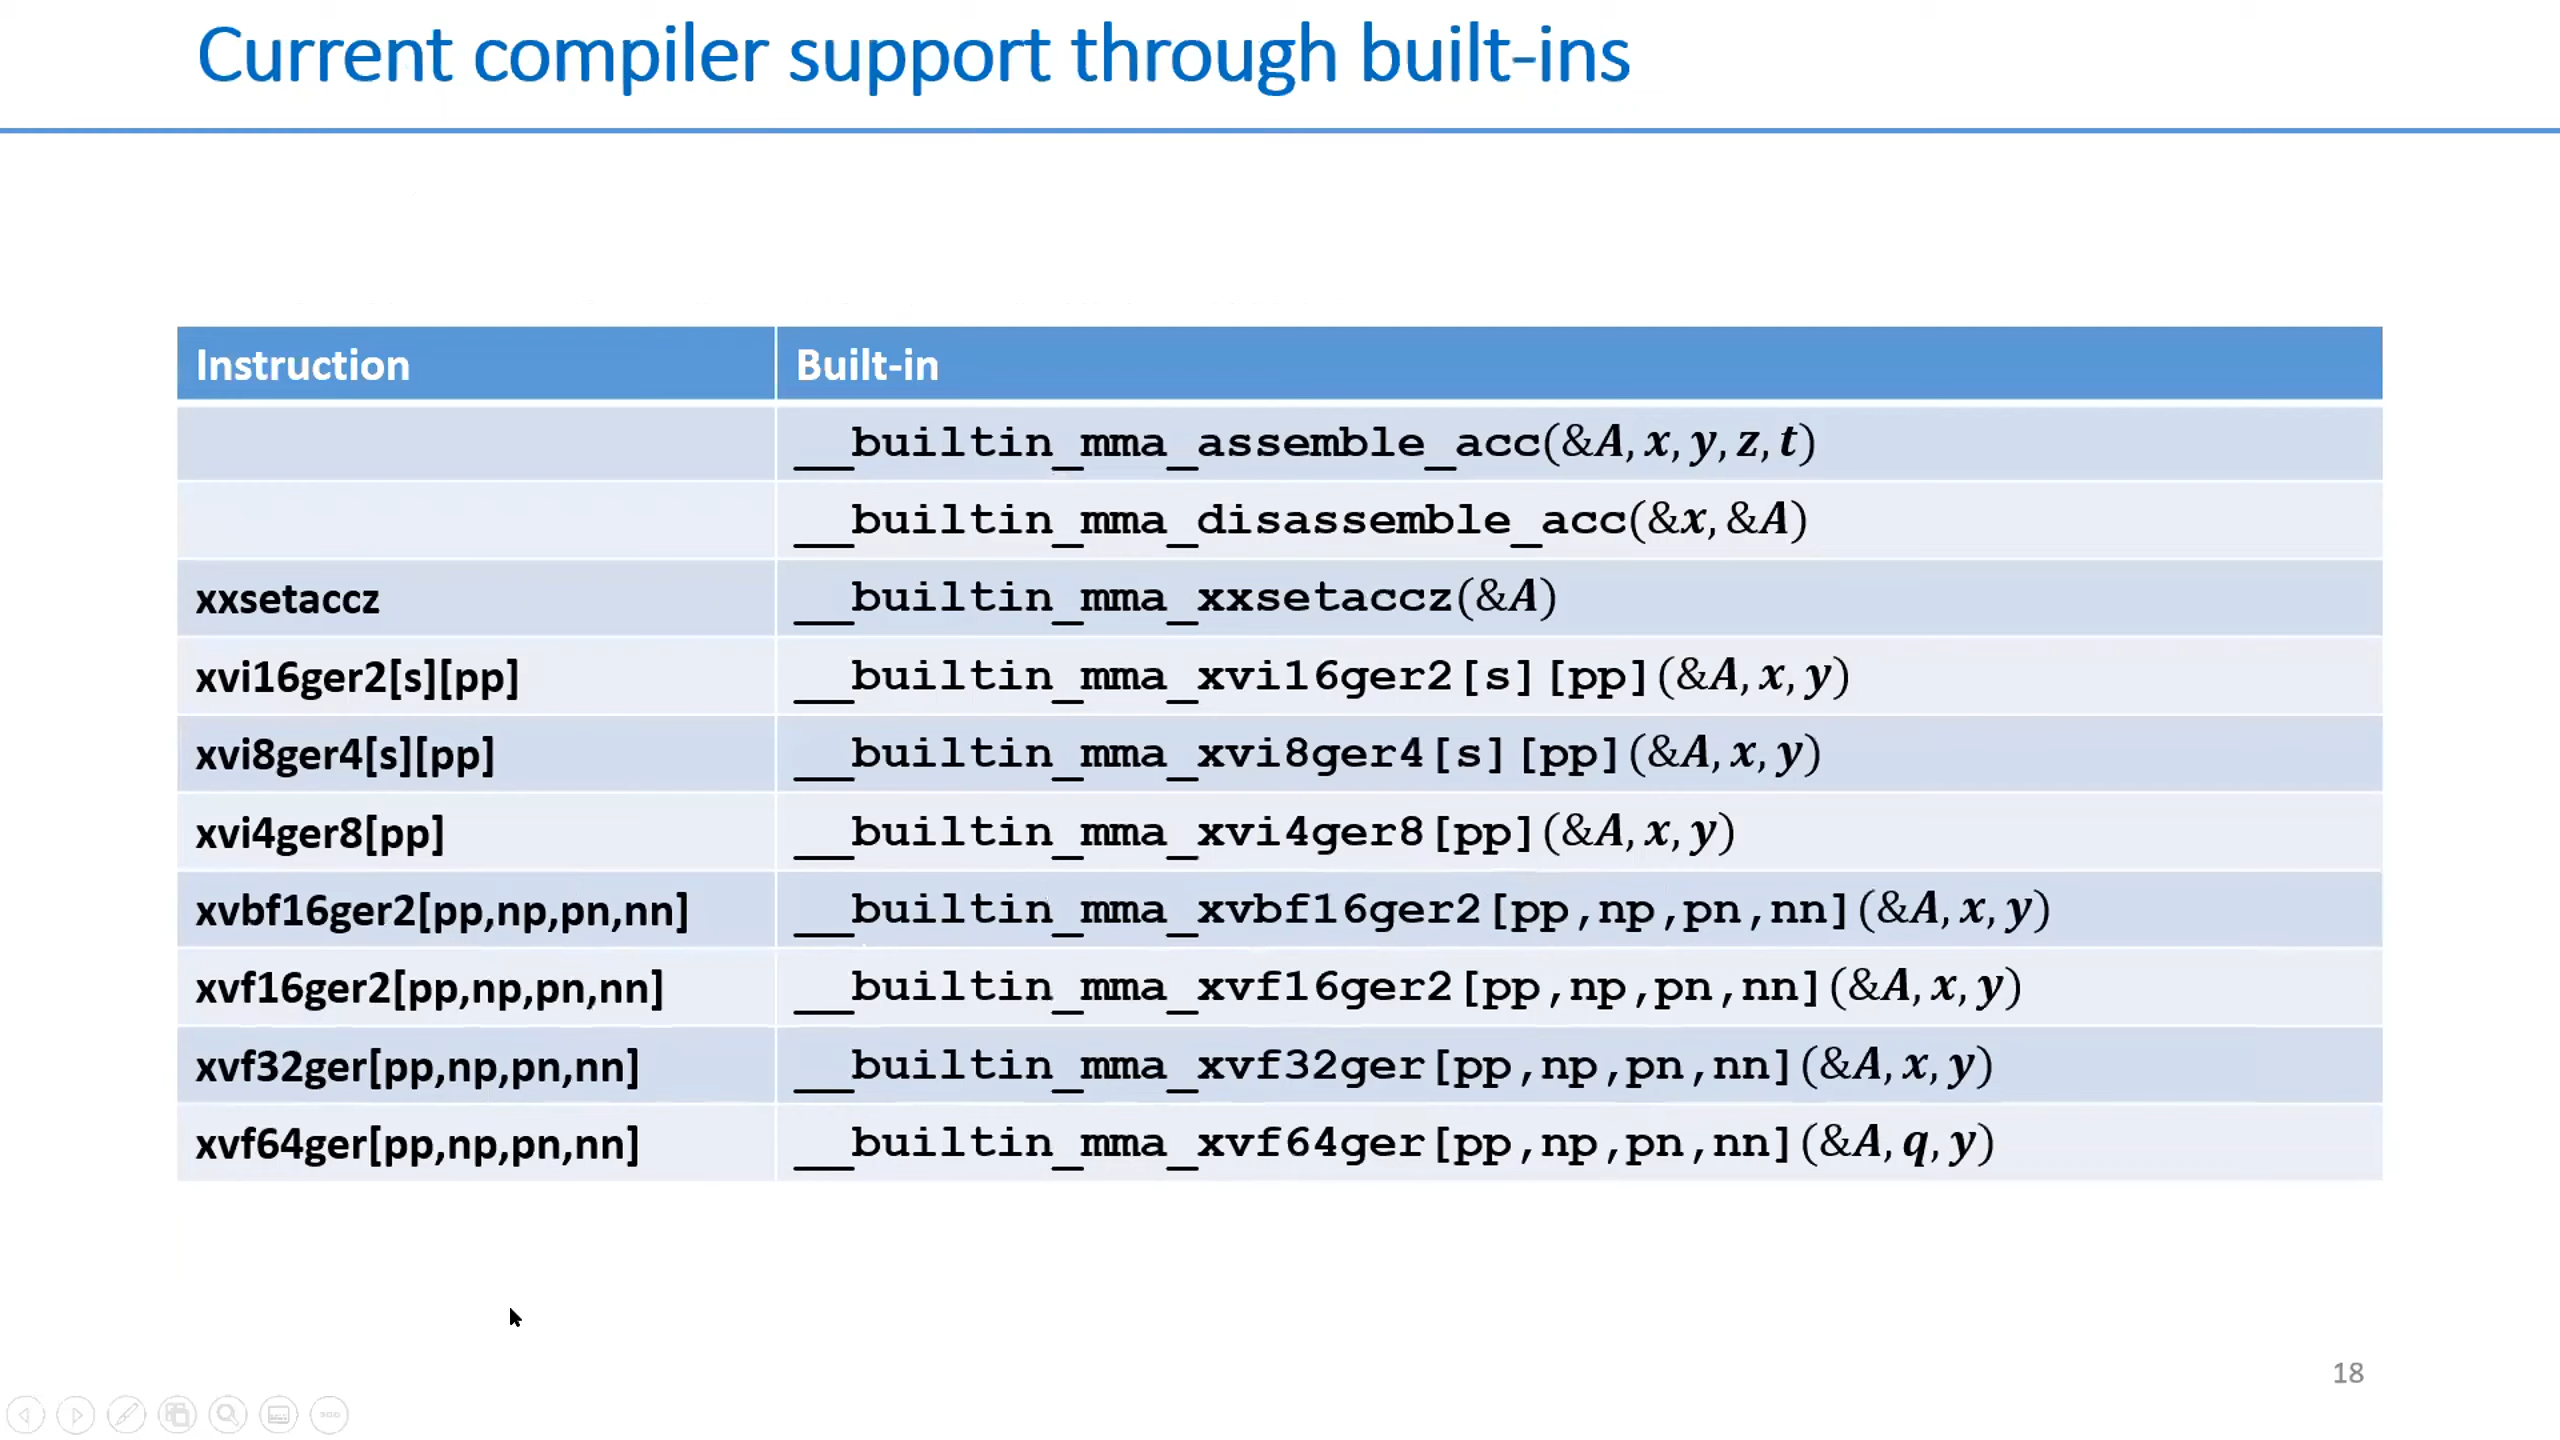 Current compiler support through built-ins
Instruction Built-in
__builtin_mma_assemble_acc(&A, x, y, z, t)
__builtin_mma_disassemble_acc(&x, &A)
xxsetaccz __builtin_mma_xxsetaccz(&A)
xvi16ger2[s][pp] __builtin_mma_xvi16ger2[s][pp](&A, x, y)
xvi8ger4[s][pp] __builtin_mma_xvi8ger4[s][pp](&A, x, y)
xvi4ger8[pp] __builtin_mma_xvi4ger8[pp](&A, x, y)
xvbf16ger2[pp,np,pn,nn] __builtin_mma_xvbf16ger2[pp,np,pn,nn](&A, x, y)
xvf16ger2[pp,np,pn,nn] __builtin_mma_xvf16ger2[pp,np,pn,nn](&A, x, y)
xvf32ger[pp,np,pn,nn] __builtin_mma_xvf32ger[pp,np,pn,nn](&A, x, y)
xvf64ger[pp,np,pn,nn] __builtin_mma_xvf64ger[pp,np,pn,nn](&A, q, y)
18